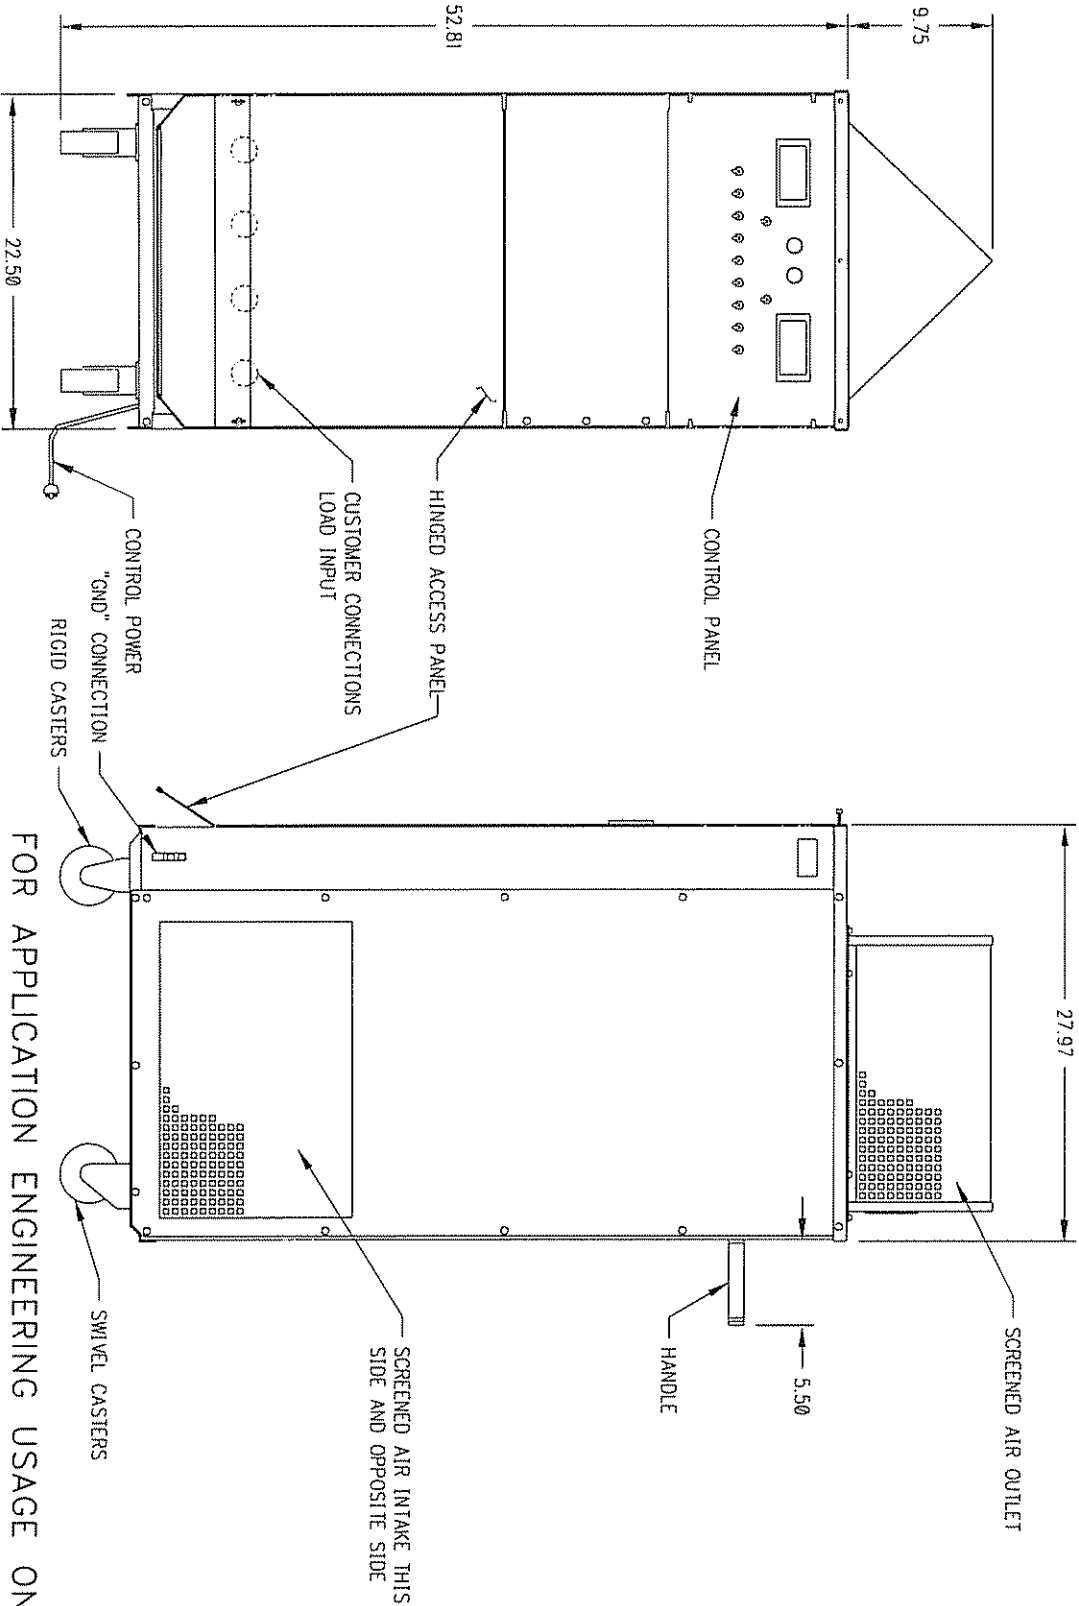 9.75
52.81
22.50
CONTROL PANEL
HINGED ACCESS PANEL
CUSTOMER CONNECTIONS
LOAD INPUT
CONTROL POWER
"GND" CONNECTION
RIGID CASTERS
27.97
SCREENED AIR OUTLET
5.50
HANDLE
SCREENED AIR INTAKE THIS
SIDE AND OPPOSITE SIDE
SWIVEL CASTERS
FOR APPLICATION ENGINEERING USAGE ON